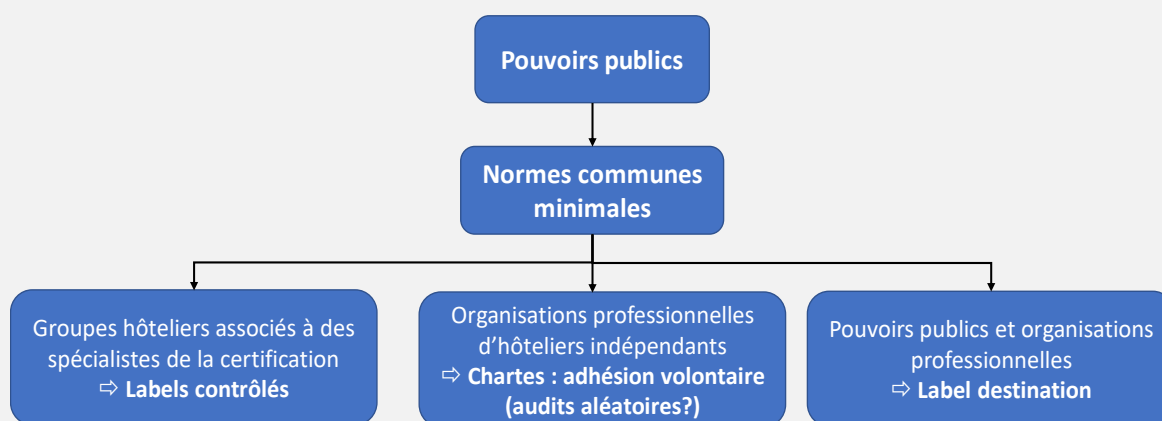 Pouvoirs publics
Normes communes
minimales
Groupes hôteliers associés à des
spécialistes de la certification
⇨ Labels contrôlés
Organisations professionnelles
d’hôteliers indépendants
⇨ Chartes : adhésion volontaire
(audits aléatoires?)
Pouvoirs publics et organisations
professionnelles
⇨ Label destination